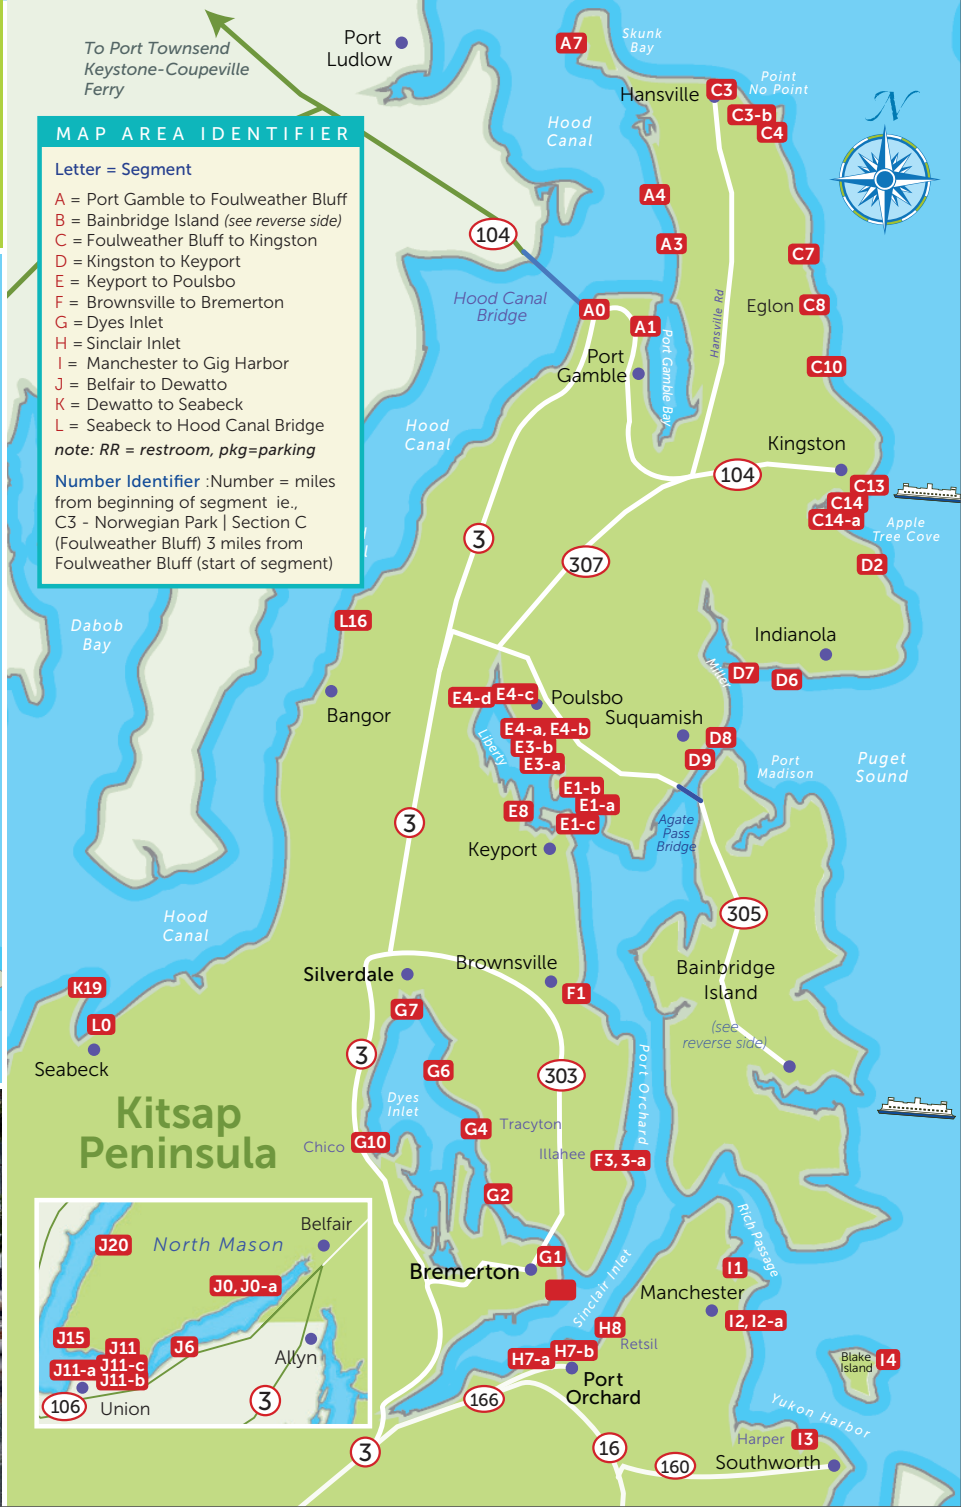 To Port Townsend
Keystone-Coupeville
Ferry
Port
Ludlow
A7
Skunk
Bay
Hansville
C3
Point
No Point
C3-b
C4
Hood
Canal
N
MAP AREA IDENTIFIER
Letter = Segment
A = Port Gamble to Foulweather Bluff
B = Bainbridge Island (see reverse side)
C = Foulweather Bluff to Kingston
D = Kingston to Keyport
E = Keyport to Poulsbo
F = Brownsville to Bremerton
G = Dyes Inlet
H = Sinclair Inlet
I = Manchester to Gig Harbor
J = Belfair to Dewatto
K = Dewatto to Seabeck
L = Seabeck to Hood Canal Bridge
note: RR = restroom, pkg=parking
Number Identifier :Number = miles
from beginning of segment ie.,
C3 - Norwegian Park | Section C
(Foulweather Bluff) 3 miles from
Foulweather Bluff (start of segment)
A4
104
A3
C7
Hood Canal
Bridge
A0
A1
Hansville Rd
Eglon
C8
Port Gamble Bay
Port
Gamble
C10
Hood
Canal
Kingston
104
C13
C14
C14-a
Apple
Tree Cove
3
307
D2
L16
Dabob
Bay
Indianola
Miller
D7
D6
Bangor
E4-d
E4-c
Poulsbo
Suquamish
E4-a, E4-b
Liberty
E3-b
E3-a
D8
D9
Port
Madison
Puget
Sound
E1-b
E1-a
E8
E1-c
Agate
Pass
Bridge
3
Keyport
Hood
Canal
305
Silverdale
Brownsville
Bainbridge
Island
K19
F1
G7
L0
(see
reverse side)
Seabeck
3
G6
303
Port Orchard
Kitsap
Peninsula
Dyes
Inlet
G4
Tracyton
Chico
G10
Illahee
F3, 3-a
G2
Rich Passage
Belfair
J20
North Mason
G1
Bremerton
I1
J0, J0-a
Sinclair Inlet
Manchester
I2, I2-a
J15
J11
J6
H8
Retsil
J11-a
J11-c
J11-b
Allyn
H7-a
H7-b
Blake
Island
I4
106
Union
3
Port
Orchard
166
Yukon Harbor
3
16
Harper
I3
160
Southworth